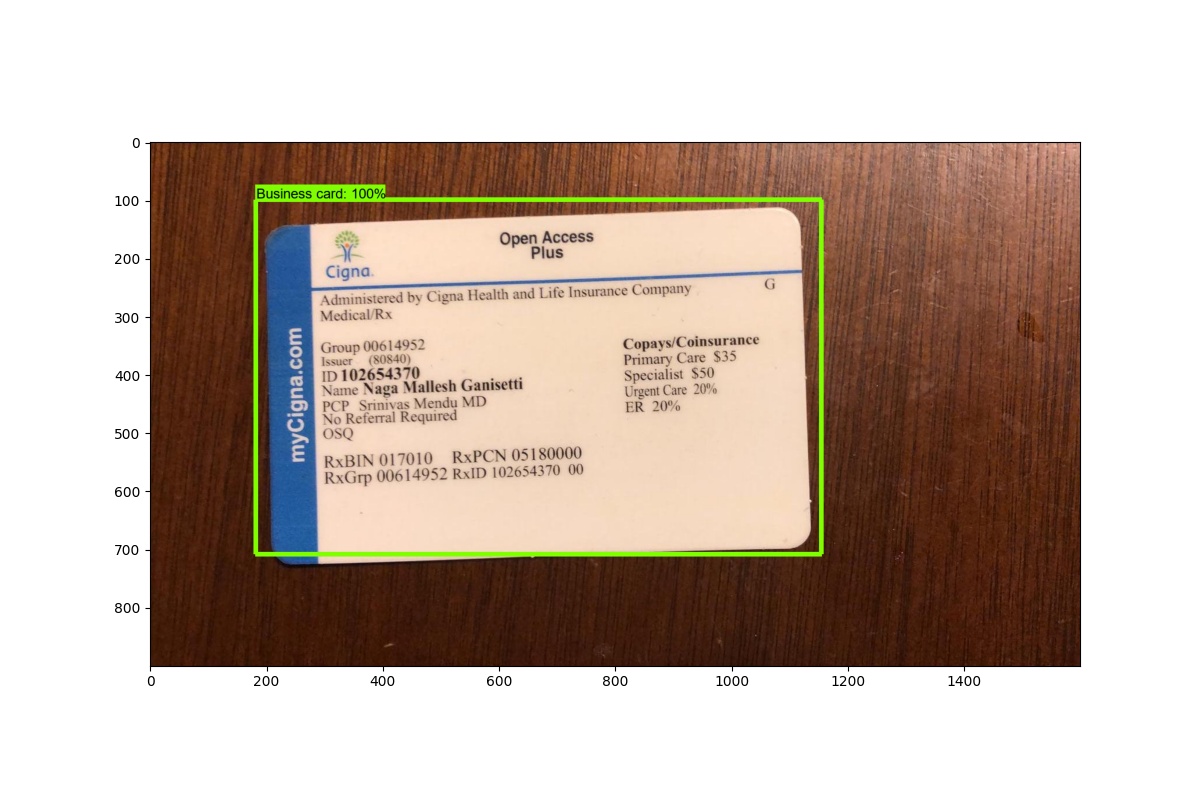 Business card: 100%
Open Access
Plus
Cigna.
Administered by Cigna Health and Life Insurance Company
G
Medical/Rx
Group 00614952
Issuer (80840)
ID 102654370
Name Naga Mallesh Ganisetti
PCP Srinivas Mendu MD
No Referral Required
OSQ
Copays/Coinsurance
Primary Care $35
Specialist $50
Urgent Care 20%
ER 20%
RxBIN 017010 RxPCN 05180000
RxGrp 00614952 RxID 102654370 00
myCigna.com
0
100
200
300
400
500
600
700
800
0 200 400 600 800 1000 1200 1400